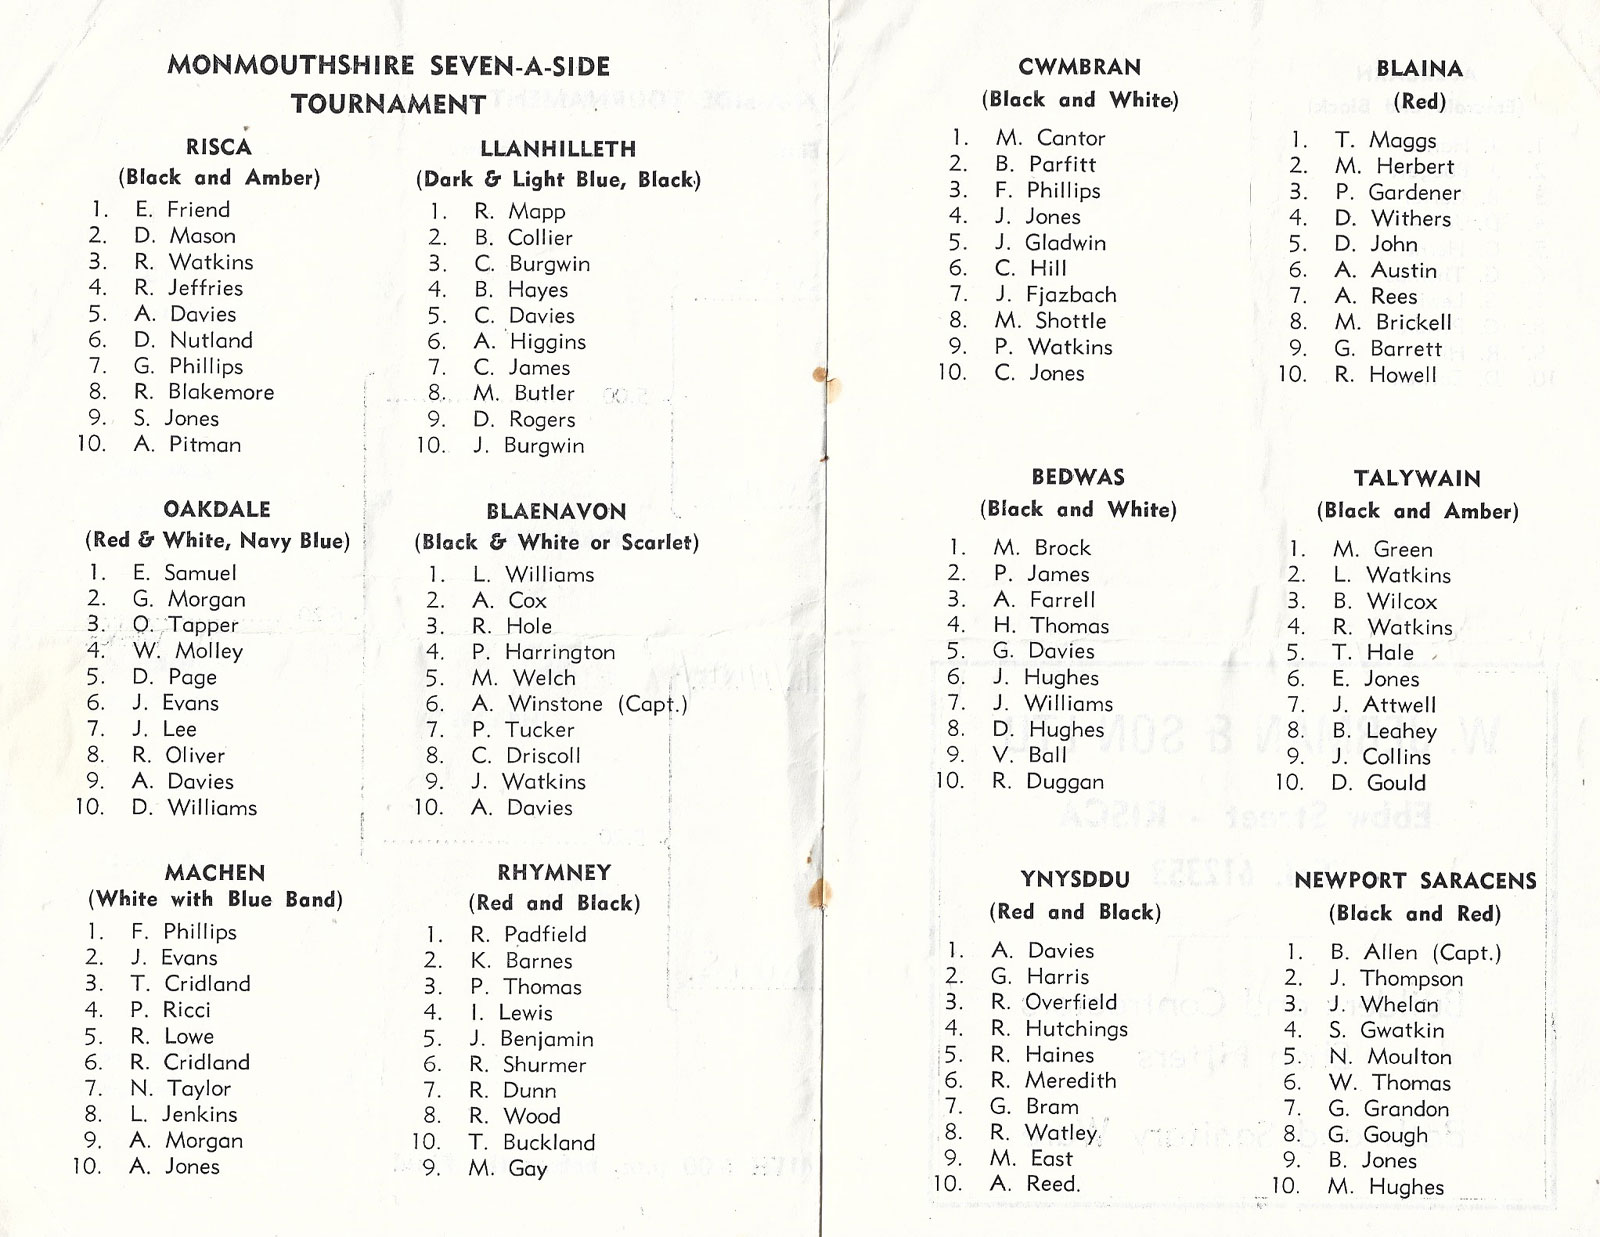 MONMOUTHSHIRE SEVEN-A-SIDE
TOURNAMENT
RISCA
(Black and Amber)
1. E. Friend
2. D. Mason
3. R. Watkins
4. R. Jeffries
5. A. Davies
6. D. Nutland
7. G. Phillips
8. R. Blakemore
9. S. Jones
10. A. Pitman
LLANHILLETH
(Dark & Light Blue, Black)
1. R. Mapp
2. B. Collier
3. C. Burgwin
4. B. Hayes
5. C. Davies
6. A. Higgins
7. C. James
8. M. Butler
9. D. Rogers
10. J. Burgwin
OAKDALE
(Red & White, Navy Blue)
1. E. Samuel
2. G. Morgan
3. O. Tapper
4. W. Molley
5. D. Page
6. J. Evans
7. J. Lee
8. R. Oliver
9. A. Davies
10. D. Williams
BLAENAVON
(Black & White or Scarlet)
1. L. Williams
2. A. Cox
3. R. Hole
4. P. Harrington
5. M. Welch
6. A. Winstone (Capt.)
7. P. Tucker
8. C. Driscoll
9. J. Watkins
10. A. Davies
MACHEN
(White with Blue Band)
1. F. Phillips
2. J. Evans
3. T. Cridland
4. P. Ricci
5. R. Lowe
6. R. Cridland
7. N. Taylor
8. L. Jenkins
9. A. Morgan
10. A. Jones
RHYMNEY
(Red and Black)
1. R. Padfield
2. K. Barnes
3. P. Thomas
4. I. Lewis
5. J. Benjamin
6. R. Shurmer
7. R. Dunn
8. R. Wood
10. T. Buckland
9. M. Gay
CWMBRAN
(Black and White)
1. M. Cantor
2. B. Parfitt
3. F. Phillips
4. J. Jones
5. J. Gladwin
6. C. Hill
7. J. Fjazbach
8. M. Shottle
9. P. Watkins
10. C. Jones
BLAINA
(Red)
1. T. Maggs
2. M. Herbert
3. P. Gardener
4. D. Withers
5. D. John
6. A. Austin
7. A. Rees
8. M. Brickell
9. G. Barrett
10. R. Howell
BEDWAS
(Black and White)
1. M. Brock
2. P. James
3. A. Farrell
4. H. Thomas
5. G. Davies
6. J. Hughes
7. J. Williams
8. D. Hughes
9. V. Ball
10. R. Duggan
TALYWAIN
(Black and Amber)
1. M. Green
2. L. Watkins
3. B. Wilcox
4. R. Watkins
5. T. Hale
6. E. Jones
7. J. Attwell
8. B. Leahey
9. J. Collins
10. D. Gould
YNYSDDU
(Red and Black)
1. A. Davies
2. G. Harris
3. R. Overfield
4. R. Hutchings
5. R. Haines
6. R. Meredith
7. G. Bram
8. R. Watley
9. M. East
10. A. Reed.
NEWPORT SARACENS
(Black and Red)
1. B. Allen (Capt.)
2. J. Thompson
3. J. Whelan
4. S. Gwatkin
5. N. Moulton
6. W. Thomas
7. G. Grandon
8. G. Gough
9. B. Jones
10. M. Hughes